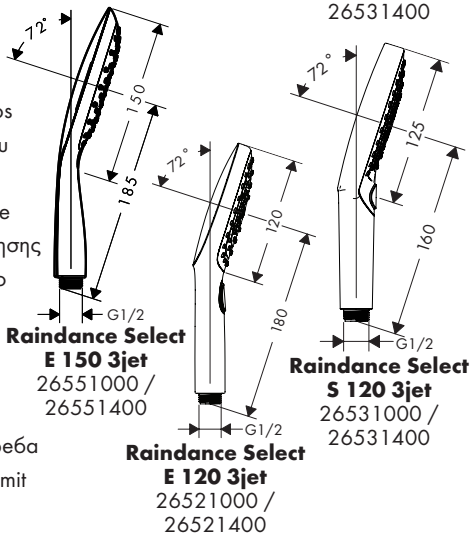 26531400
72°
150
185
G1/2
Raindance Select
E 150 3jet
26551000 /
26551400
72°
120
180
G1/2
Raindance Select
E 120 3jet
26521000 /
26521400
72°
125
160
G1/2
Raindance Select
S 120 3jet
26531000 /
26531400
mit